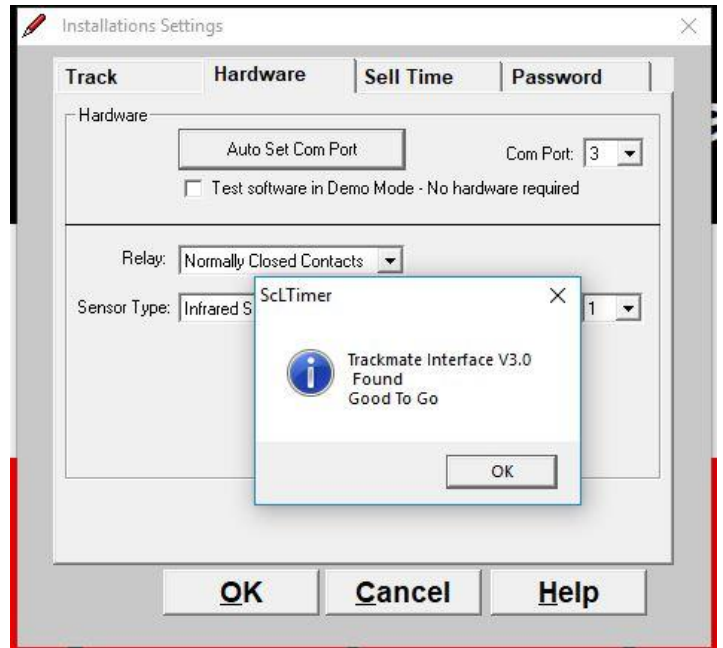 Installations Settings
Track Hardware Sell Time Password
Hardware
Auto Set Com Port
Com Port: 3
Test software in Demo Mode - No hardware required
Relay: Normally Closed Contacts
Sensor Type: Infrared S
1
ScLTimer
Trackmate Interface V3.0
Found
Good To Go
OK
OK Cancel Help